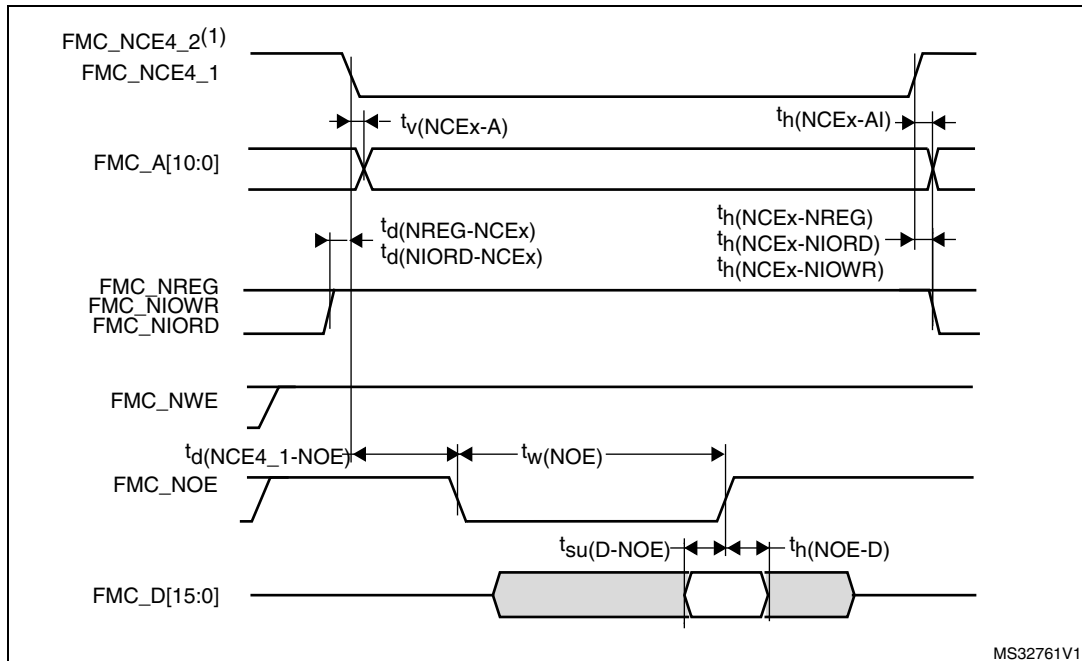 FMC_NCE4_2(1)
FMC_NCE4_1
tv(NCEx-A)
th(NCEx-AI)
FMC_A[10:0]
td(NREG-NCEx)
td(NIORD-NCEx)
th(NCEx-NREG)
th(NCEx-NIORD)
th(NCEx-NIOWR)
FMC_NREG
FMC_NIOWR
FMC_NIORD
FMC_NWE
td(NCE4_1-NOE)
tw(NOE)
FMC_NOE
tsu(D-NOE)
th(NOE-D)
FMC_D[15:0]
MS32761V1